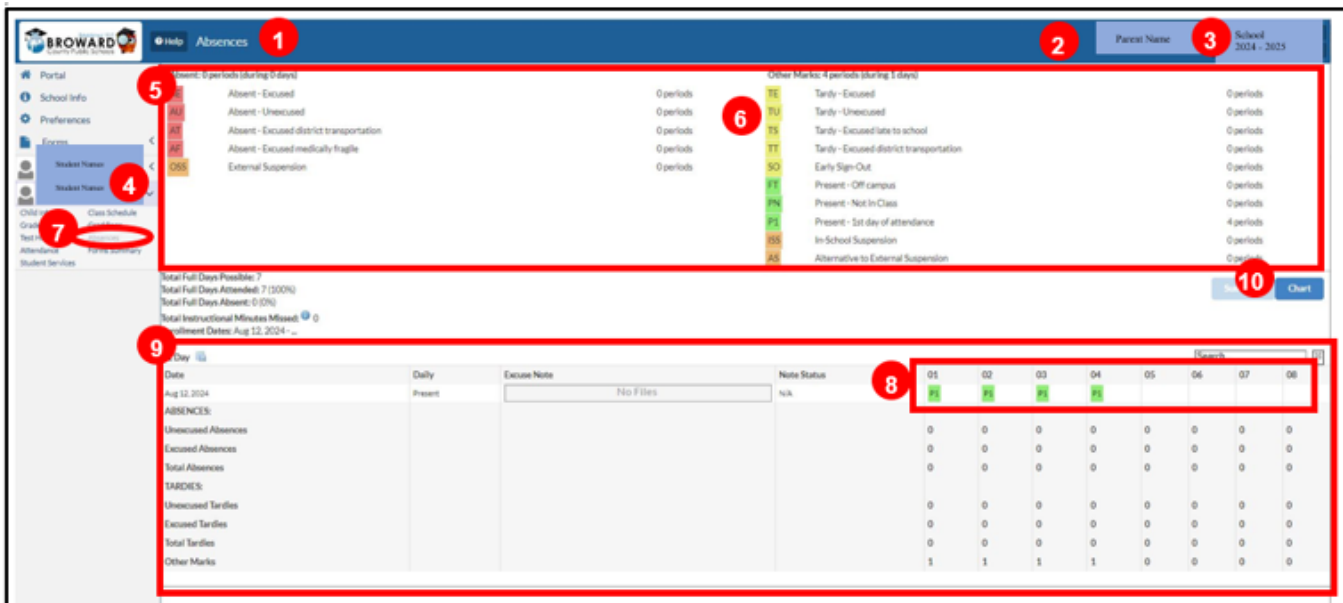 BROWARD
County Public Schools
Help Absences 1
2 Parent Name 3 School
2024 - 2025
Portal
School Info
Preferences
Forms
Student Name
Student Name 4
Class Schedule
7 Absences
Attendance Forms Summary
Student Services
5 Absent: 0 periods (during 0 days)
Absent - Excused 0 periods
AU Absent - Unexcused 0 periods
AT Absent - Excused district transportation 0 periods
AF Absent - Excused medically fragile 0 periods
OSS External Suspension 0 periods
6 Other Marks: 4 periods (during 1 days)
TE Tardy - Excused 0 periods
TU Tardy - Unexcused 0 periods
TS Tardy - Excused late to school 0 periods
TT Tardy - Excused district transportation 0 periods
SO Early Sign-Out 0 periods
FT Present - Off campus 0 periods
PN Present - Not In Class 0 periods
P1 Present - 1st day of attendance 4 periods
ISS In-School Suspension 0 periods
AS Alternative to External Suspension 0 periods
Total Full Days Possible: 7
Total Full Days Attended: 7 (100%)
Total Full Days Absent: 0 (0%)
Total Instructional Minutes Missed: 0
Enrollment Dates: Aug 12, 2024 - ...
10 Chart
9 Day Search
Date Daily Excuse Note Note Status 8 01 02 03 04 05 06 07 08
Aug 12, 2024 Present No Files N/A P1 P1 P1 P1
ABSENCES:
Unexcused Absences 0 0 0 0 0 0 0 0
Excused Absences 0 0 0 0 0 0 0 0
Total Absences 0 0 0 0 0 0 0 0
TARDIES:
Unexcused Tardies 0 0 0 0 0 0 0 0
Excused Tardies 0 0 0 0 0 0 0 0
Total Tardies 0 0 0 0 0 0 0 0
Other Marks 1 1 1 1 0 0 0 0